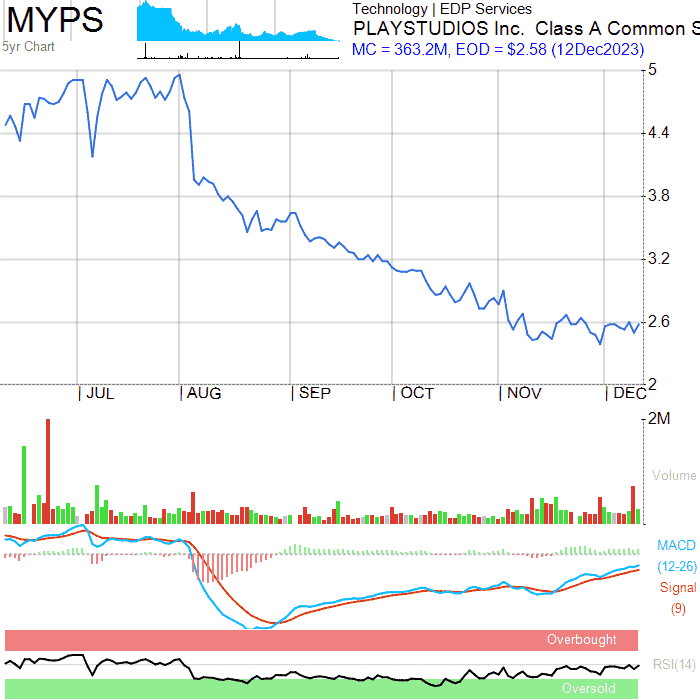 MYPS
5yr Chart
Technology | EDP Services
PLAYSTUDIOS Inc. Class A Common S
MC = 363.2M, EOD = $2.58 (12Dec2023)
5
4.4
3.8
3.2
2.6
2
| JUL | AUG | SEP | OCT | NOV | DEC
2M
Volume
MACD
(12-26)
Signal
(9)
Overbought
RSI(14)
Oversold